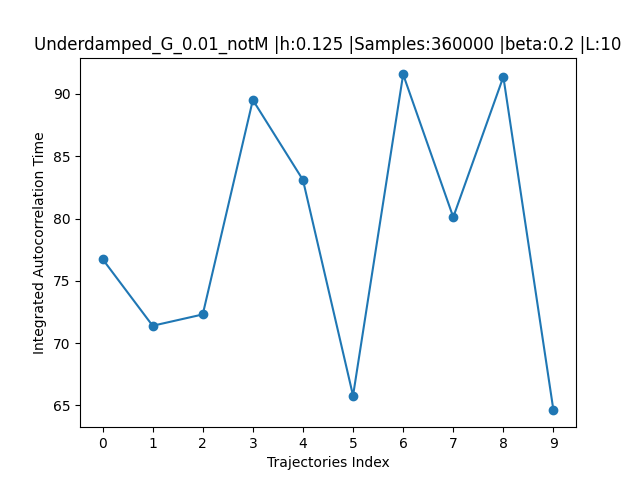 Underdamped_G_0.01_notM |h:0.125 |Samples:360000 |beta:0.2 |L:10
Integrated Autocorrelation Time
90
85
80
75
70
65
0 1 2 3 4 5 6 7 8 9
Trajectories Index